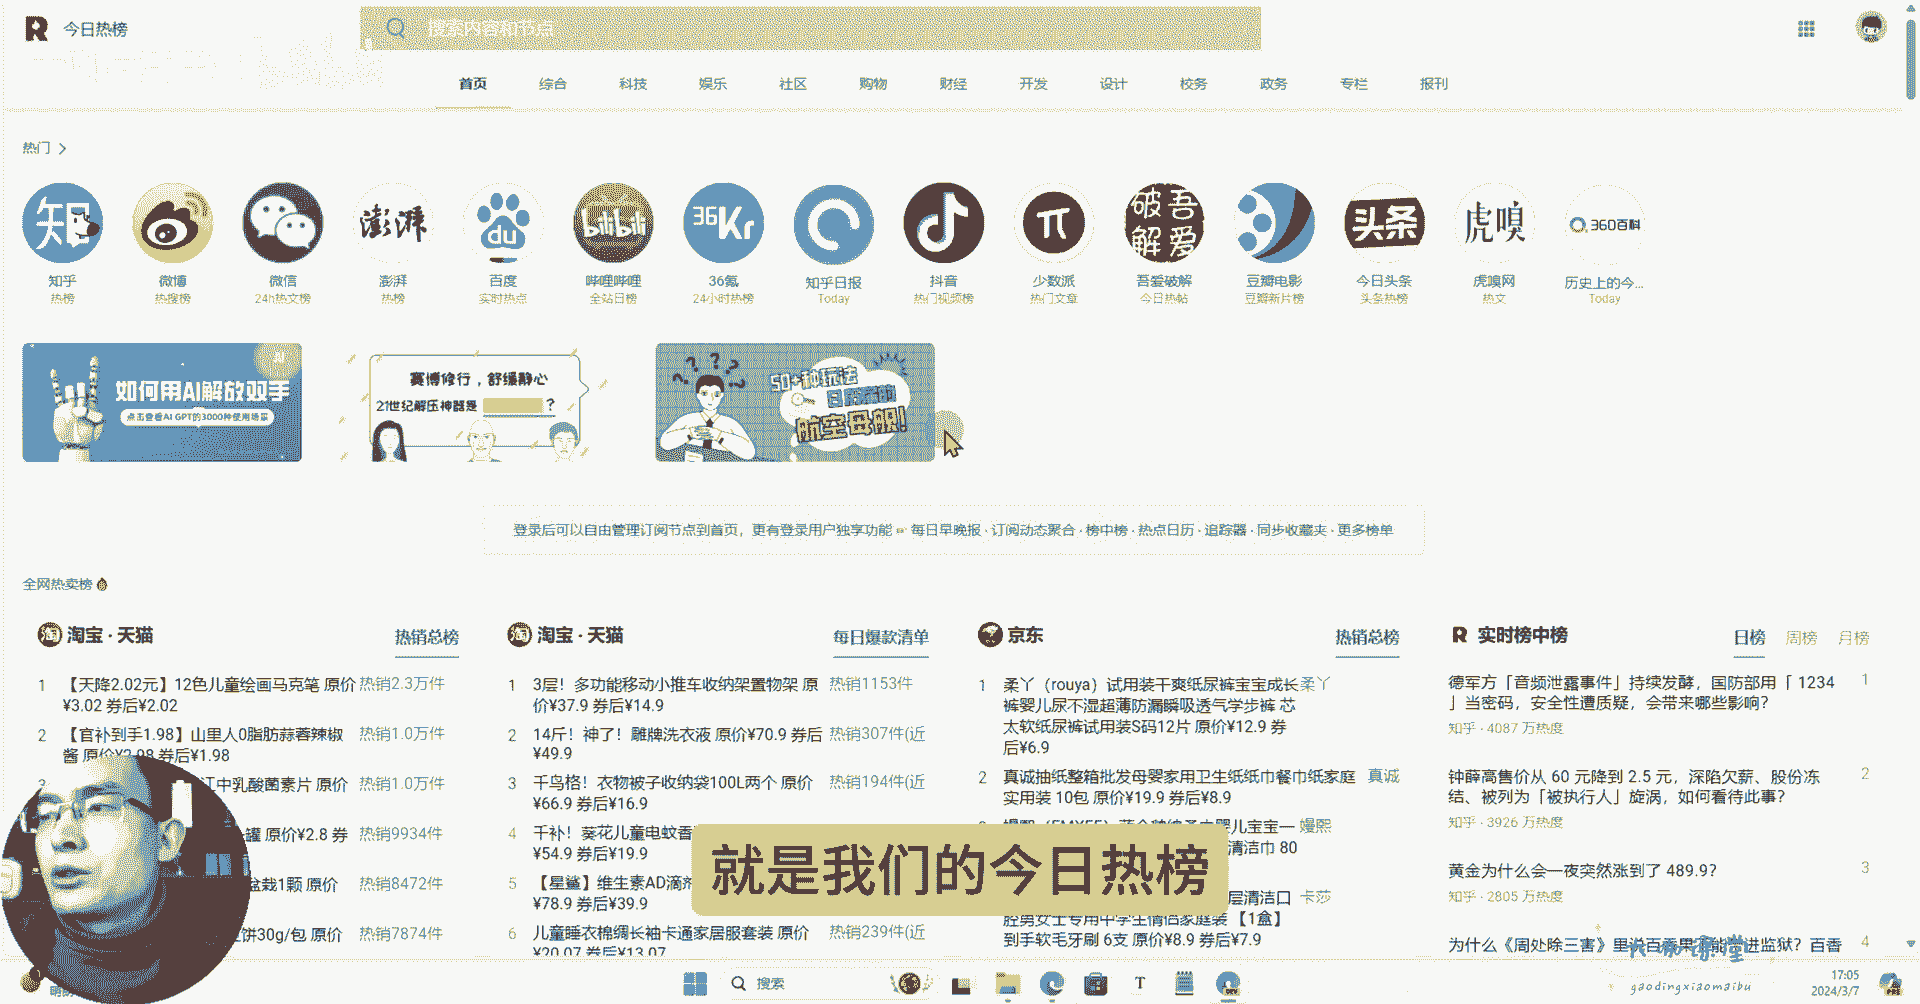 今日热榜
搜索内容和节点
首页 综合 科技 娱乐 社区 购物 财经 开发 设计 校务 政务 专栏 报刊
热门
知 微信 澎湃 du bilibili 36Kr π 吾爱破解 头条 虎嗅 360百科
知乎 微博 微信 澎湃 百度 哔哩哔哩 36氪 知乎日报 抖音 少数派 吾爱破解 豆瓣电影 今日头条 虎嗅网 历史上的今...
热榜 热搜榜 24h热文榜 热榜 实时热点 全站日榜 24小时热榜 Today 热门视频榜 热门文章 今日热帖 豆瓣新片榜 头条热榜 热文 Today
AI
如何用AI解放双手
点击查看AI GPT的3000种使用场景
赛博修行，舒缓静心
21世纪解压神器是 ？
50+种玩法
航空母舰!
登录后可以自由管理订阅节点到首页，更有登录用户独享功能 每日早晚报 · 订阅动态聚合 · 榜中榜 · 热点日历 · 追踪器 · 同步收藏夹 · 更多榜单
全网热卖榜
淘宝 · 天猫 热销总榜
1 【天降2.02元】12色儿童绘画马克笔 原价 热销2.3万件
¥3.02 券后¥2.02
2 【官补到手1.98】山里人0脂肪蒜蓉辣椒 热销1.0万件
酱 原价¥3.98 券后¥1.98
江中乳酸菌素片 原价 热销1.0万件
罐 原价¥2.8 券 热销9934件
盆栽1颗 原价 热销8472件
饼30g/包 原价 热销7874件
淘宝 · 天猫 每日爆款清单
1 3层！多功能移动小推车收纳架置物架 原 热销1153件
价¥37.9 券后¥14.9
2 14斤！神了！雕牌洗衣液 原价¥70.9 券后 热销307件(近
¥49.9
3 千鸟格！衣物被子收纳袋100L两个 原价 热销194件(近
¥66.9 券后¥16.9
4 千补！葵花儿童电蚊香
¥54.9 券后¥19.9
5 【星鲨】维生素AD滴剂
¥78.9 券后¥39.9
6 儿童睡衣棉绸长袖卡通家居服套装 原价 热销239件(近
¥20.07 券后¥13.07
京东 热销总榜
1 柔丫（rouya）试用装干爽纸尿裤宝宝成长 柔丫
裤婴儿尿不湿超薄防漏瞬吸透气学步裤 芯
太软纸尿裤试用装S码12片 原价¥12.9 券
后¥6.9
2 真诚抽纸整箱批发母婴家用卫生纸纸巾餐巾纸家庭 真诚
实用装 10包 原价¥19.9 券后¥8.9
儿宝宝一 嫚熙
清洁巾 80
层清洁口 卡莎
腔男女士专用中学生情侣家庭装 【1盒】
到手软毛牙刷 6支 原价¥8.9 券后¥7.9
R 实时榜中榜 日榜 周榜 月榜
德军方「音频泄露事件」持续发酵，国防部用「 1234 1
」当密码，安全性遭质疑，会带来哪些影响？
知乎 · 4087 万热度
钟薛高售价从 60 元降到 2.5 元，深陷欠薪、股份冻 2
结、被列为「被执行人」旋涡，如何看待此事？
知乎 · 3926 万热度
黄金为什么会一夜突然涨到了 489.9？ 3
知乎 · 2805 万热度
为什么《周处除三害》里说 进监狱？百香 4
就是我们的今日热榜
gaodingxiaomaibu
搜索
T
DEV
17:05
2024/3/7
PRE